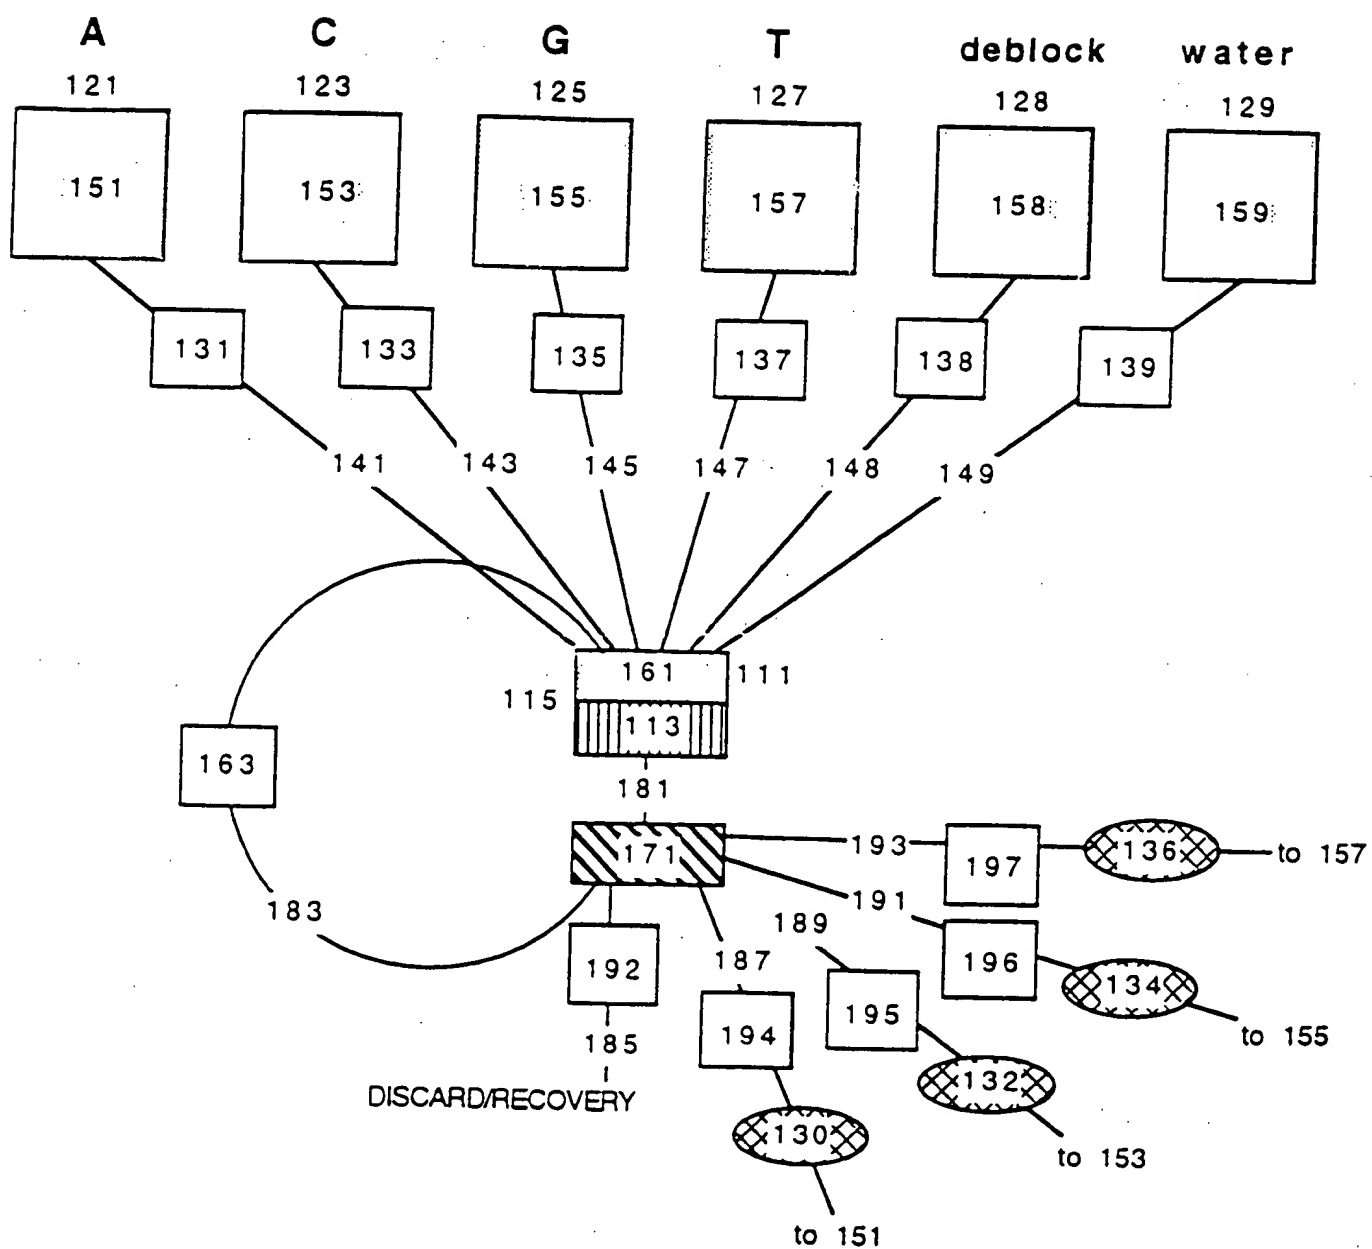 A C G T deblock water
121 123 125 127 128 129
151 153 155 157 158 159
131 133 135 137 138 139
141 143 145 147 148 149
161 111
115
113
163
181
171 193 197 136 to 157
183
191
189
192 187 196 134
195 to 155
185 194
132
DISCARD/RECOVERY
130
to 153
to 151